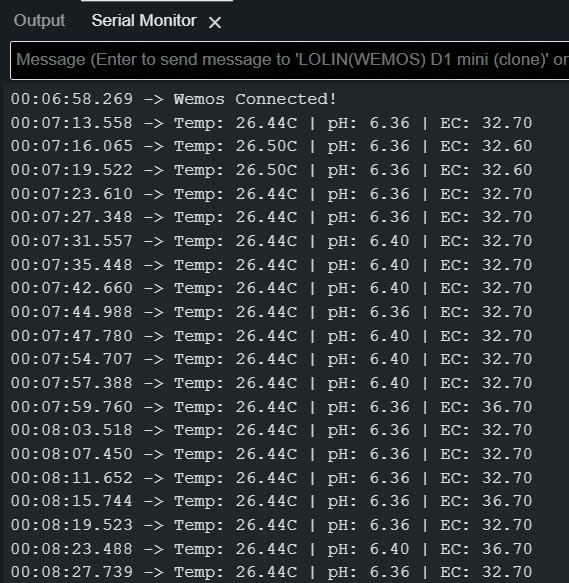 Output Serial Monitor ×
Message (Enter to send message to 'LOLIN(WEMOS) D1 mini (clone)' on
00:06:58.269 -> Wemos Connected!
00:07:13.558 -> Temp: 26.44C | pH: 6.36 | EC: 32.70
00:07:16.065 -> Temp: 26.50C | pH: 6.36 | EC: 32.60
00:07:19.522 -> Temp: 26.50C | pH: 6.36 | EC: 32.60
00:07:23.610 -> Temp: 26.44C | pH: 6.36 | EC: 32.70
00:07:27.348 -> Temp: 26.44C | pH: 6.36 | EC: 32.70
00:07:31.557 -> Temp: 26.44C | pH: 6.40 | EC: 32.70
00:07:35.448 -> Temp: 26.44C | pH: 6.40 | EC: 32.70
00:07:42.660 -> Temp: 26.44C | pH: 6.40 | EC: 32.70
00:07:44.988 -> Temp: 26.44C | pH: 6.36 | EC: 32.70
00:07:47.780 -> Temp: 26.44C | pH: 6.40 | EC: 32.70
00:07:54.707 -> Temp: 26.44C | pH: 6.40 | EC: 32.70
00:07:57.388 -> Temp: 26.44C | pH: 6.40 | EC: 32.70
00:07:59.760 -> Temp: 26.44C | pH: 6.36 | EC: 36.70
00:08:03.518 -> Temp: 26.44C | pH: 6.36 | EC: 32.70
00:08:07.450 -> Temp: 26.44C | pH: 6.36 | EC: 32.70
00:08:11.652 -> Temp: 26.44C | pH: 6.36 | EC: 32.70
00:08:15.744 -> Temp: 26.44C | pH: 6.36 | EC: 36.70
00:08:19.523 -> Temp: 26.44C | pH: 6.36 | EC: 32.70
00:08:23.488 -> Temp: 26.44C | pH: 6.40 | EC: 36.70
00:08:27.739 -> Temp: 26.44C | pH: 6.36 | EC: 32.70